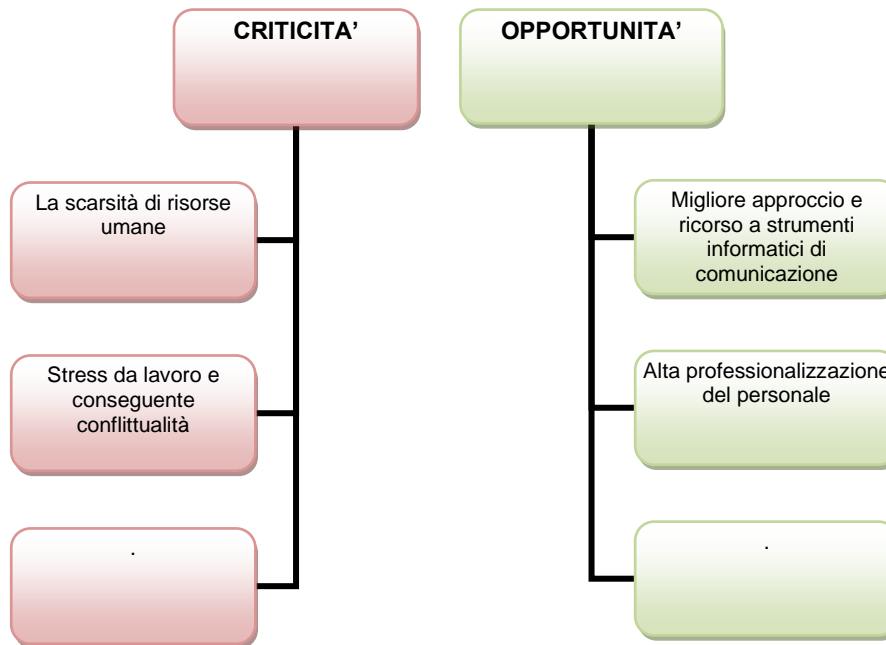 CRITICITA’
OPPORTUNITA’
La scarsità di risorse
umane
Stress da lavoro e
conseguente
conflittualità
.
Migliore approccio e
ricorso a strumenti
informatici di
comunicazione
Alta professionalizzazione
del personale
.